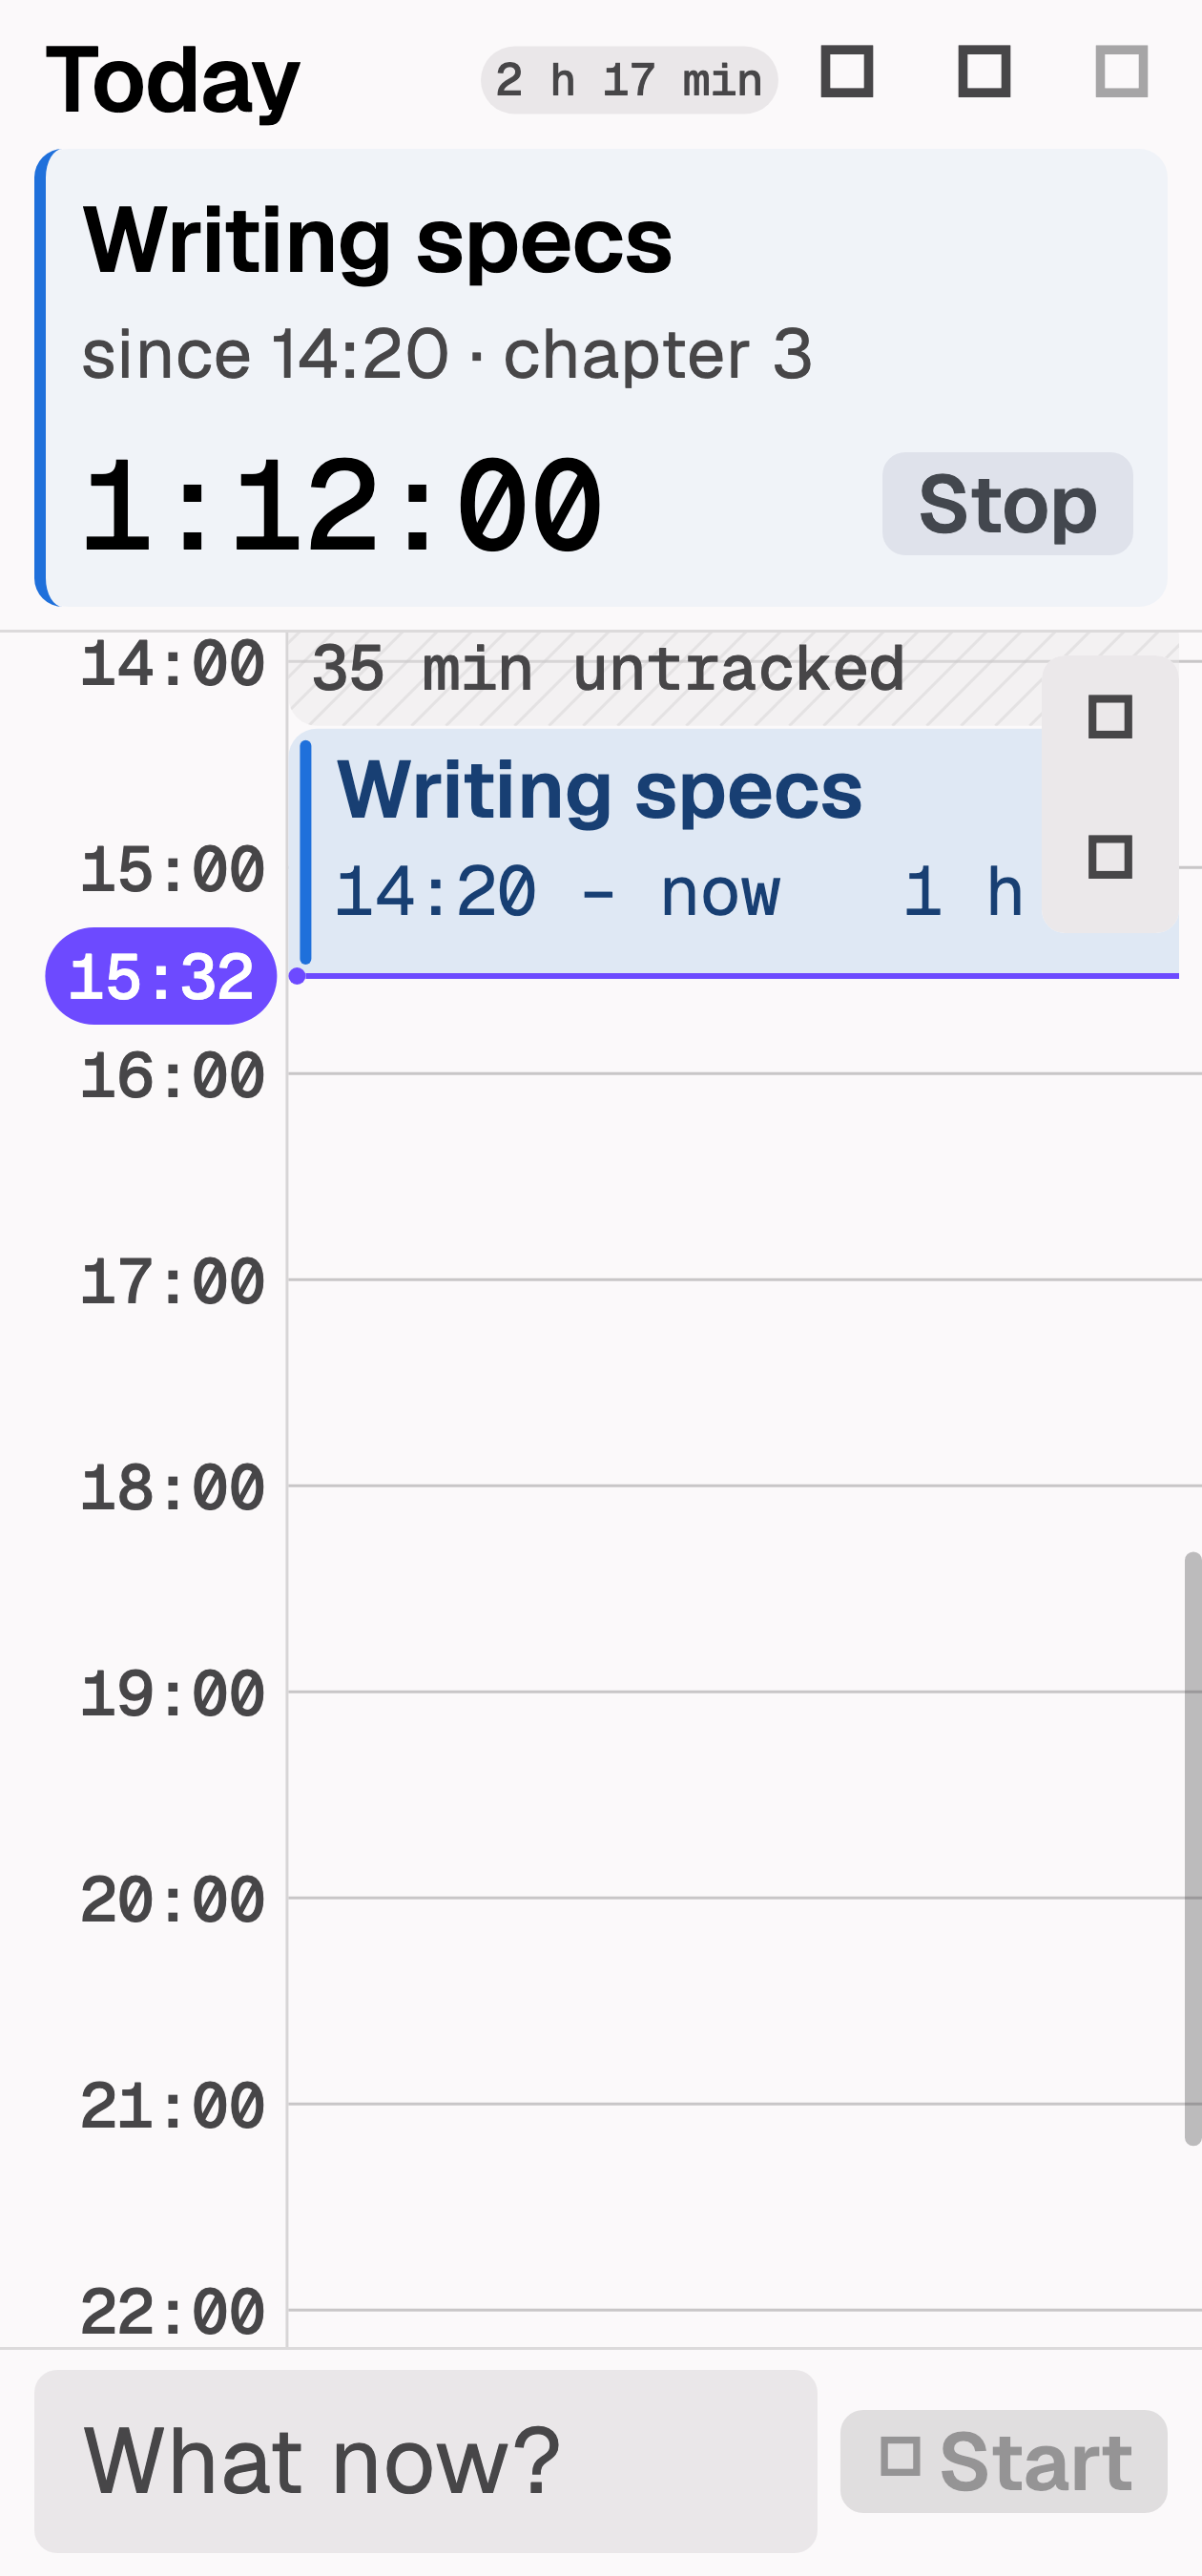 Today
2 h 17 min
Writing specs
since 14:20 · chapter 3
1:12:00
Stop
14:00
35 min untracked
Writing specs
15:00
14:20 – now 1 h
15:32
16:00
17:00
18:00
19:00
20:00
21:00
22:00
What now?
Start